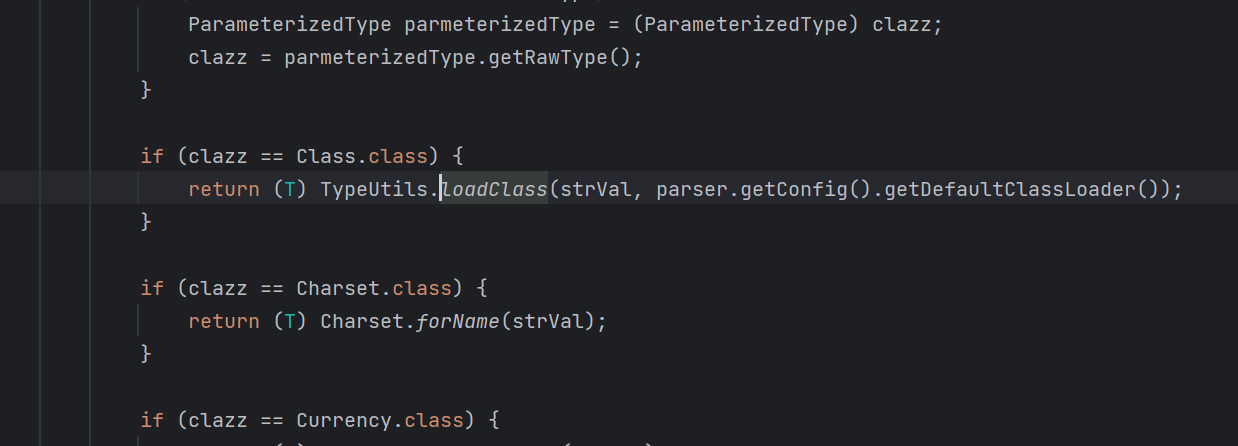 ParameterizedType parmeterizedType = (ParameterizedType) clazz;
clazz = parmeterizedType.getRawType();
}
if (clazz == Class.class) {
return (T) TypeUtils.loadClass(strVal, parser.getConfig().getDefaultClassLoader());
}
if (clazz == Charset.class) {
return (T) Charset.forName(strVal);
}
if (clazz == Currency.class) {